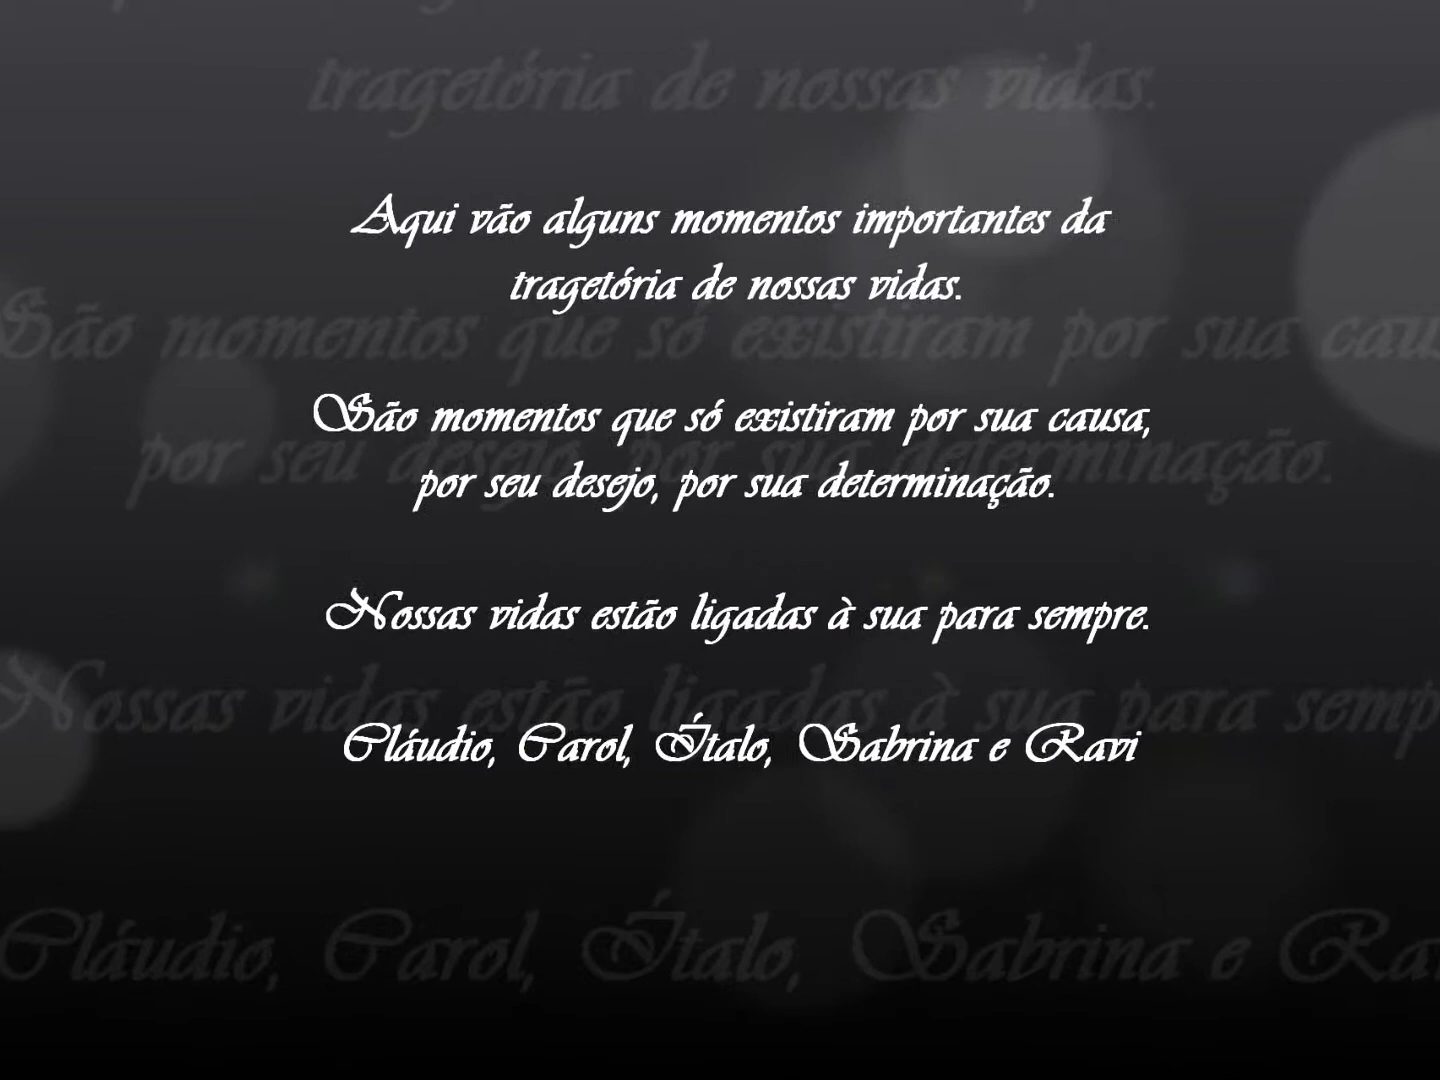 Aqui vão alguns momentos importantes da
tragetória de nossas vidas.
São momentos que só existiram por sua causa,
por seu desejo, por sua determinação.
Nossas vidas estão ligadas à sua para sempre.
Cláudio, Carol, Ítalo, Sabrina e Ravi